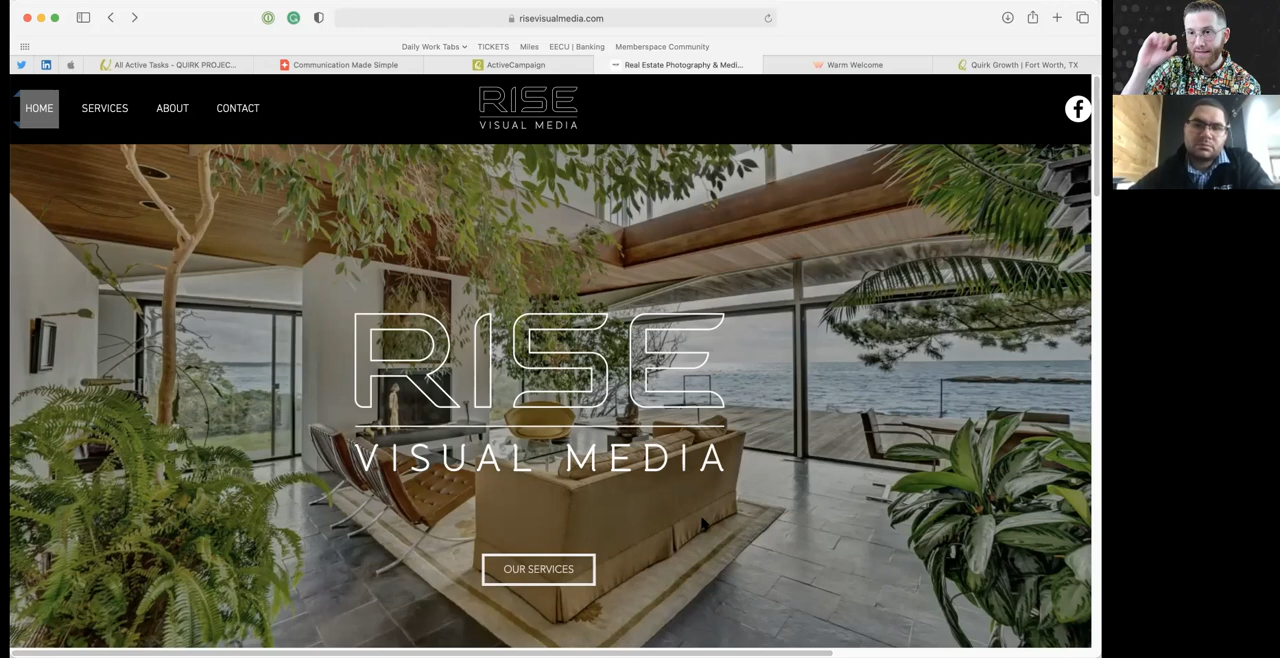 risevisualmedia.com
Daily Work Tabs TICKETS Miles EECU | Banking Memberspace Community
All Active Tasks - QUIRK PROJEC... Communication Made Simple ActiveCampaign Real Estate Photography & Medi... Warm Welcome Quirk Growth | Fort Worth, TX
HOME SERVICES ABOUT CONTACT
RISE
VISUAL MEDIA
RISE
VISUAL MEDIA
OUR SERVICES